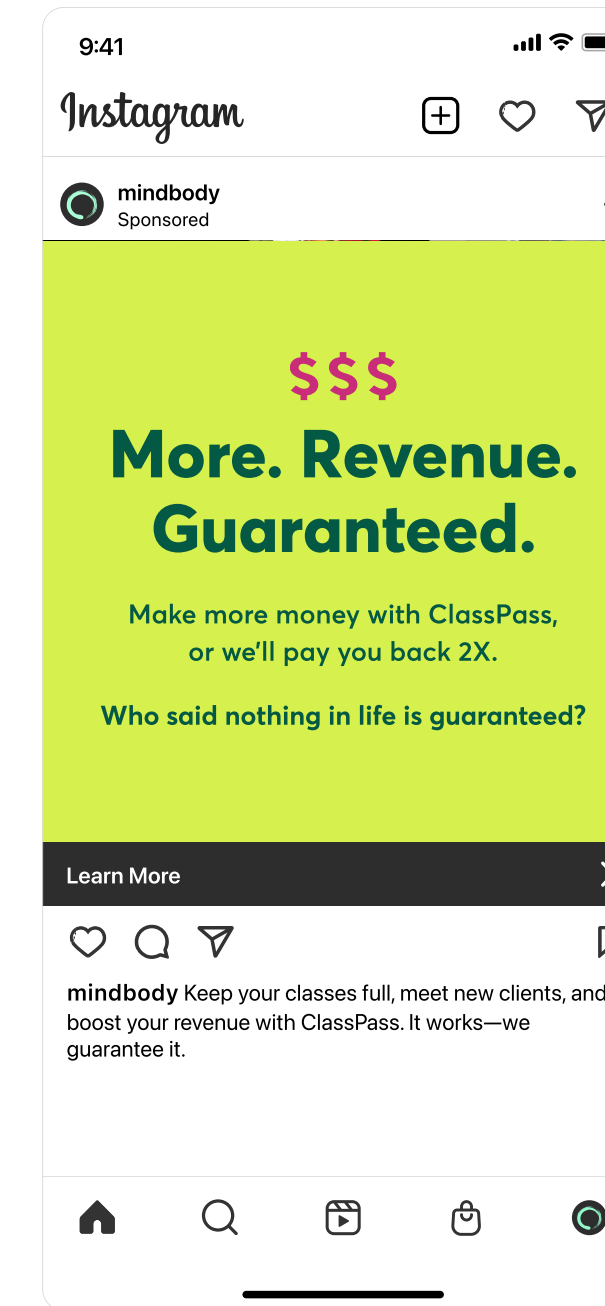 9:41
Instagram
mindbody
Sponsored
$$$
More. Revenue.
Guaranteed.
Make more money with ClassPass,
or we’ll pay you back 2X.
Who said nothing in life is guaranteed?
Learn More
mindbody Keep your classes full, meet new clients, and
boost your revenue with ClassPass. It works—we
guarantee it.